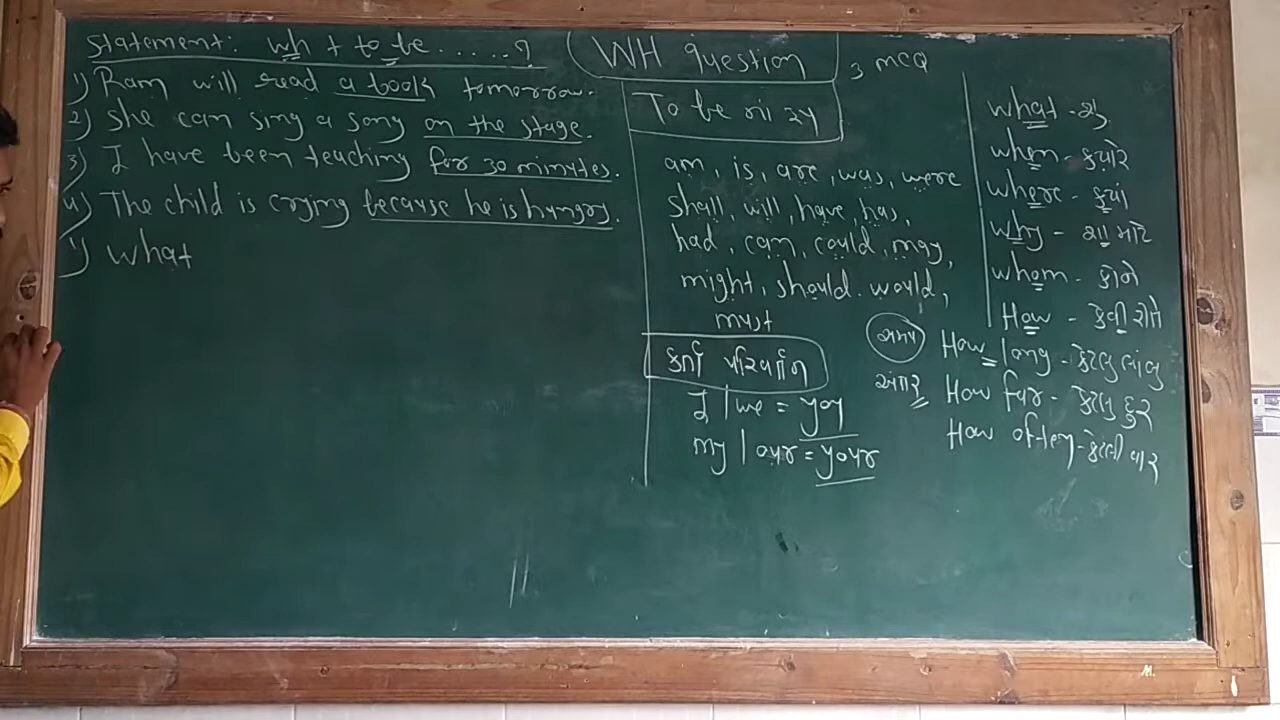 Statement: wh + to be ......?
1) Ram will read a book tomorrow.
2) She can sing a song on the stage.
3) I have been teaching for 30 minutes.
4) The child is crying because he is hungry.
1) What
WH question
3 MCQ
To be ના રૂપ
am, is, are, was, were
Shall, will, have, has,
had, can, could, may,
might, should. would,
must
કર્તા પરિવર્તન
I / we = you
my / our = your
what - શું
when - ક્યારે
where - ક્યાં
why - શા માટે
whom - કોને
How - કેવી રીતે
સમય How long - કેટલુ લાંબુ
અંતર How far - કેટલુ દુર
How often - કેટલી વાર
M.